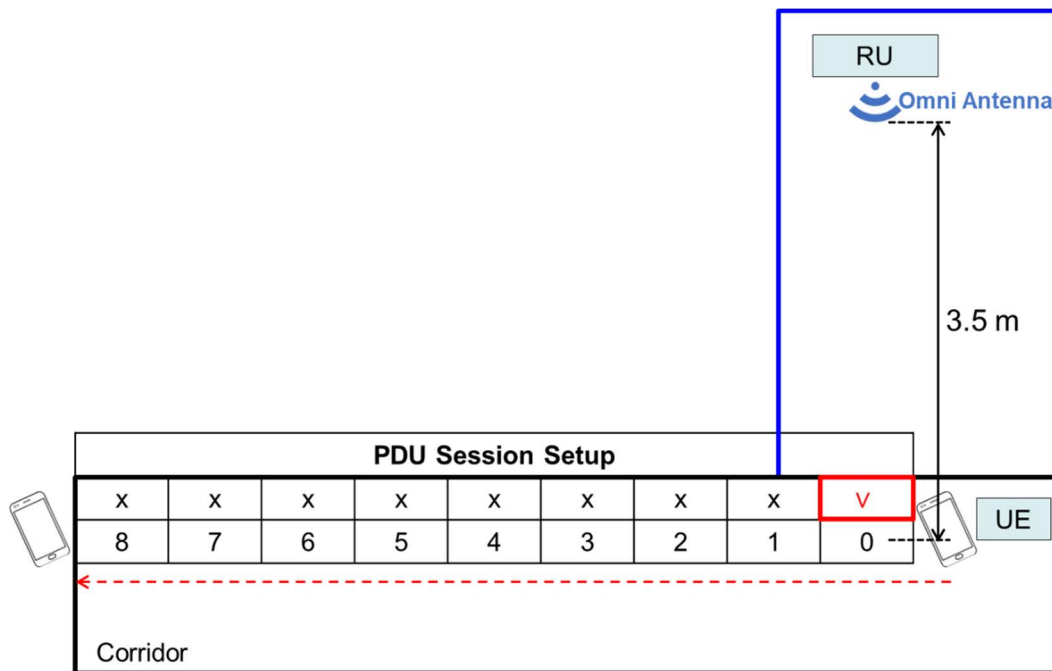 RU
Omni Antenna
3.5 m
PDU Session Setup
x x x x x x x x v
UE
8 7 6 5 4 3 2 1 0
Corridor